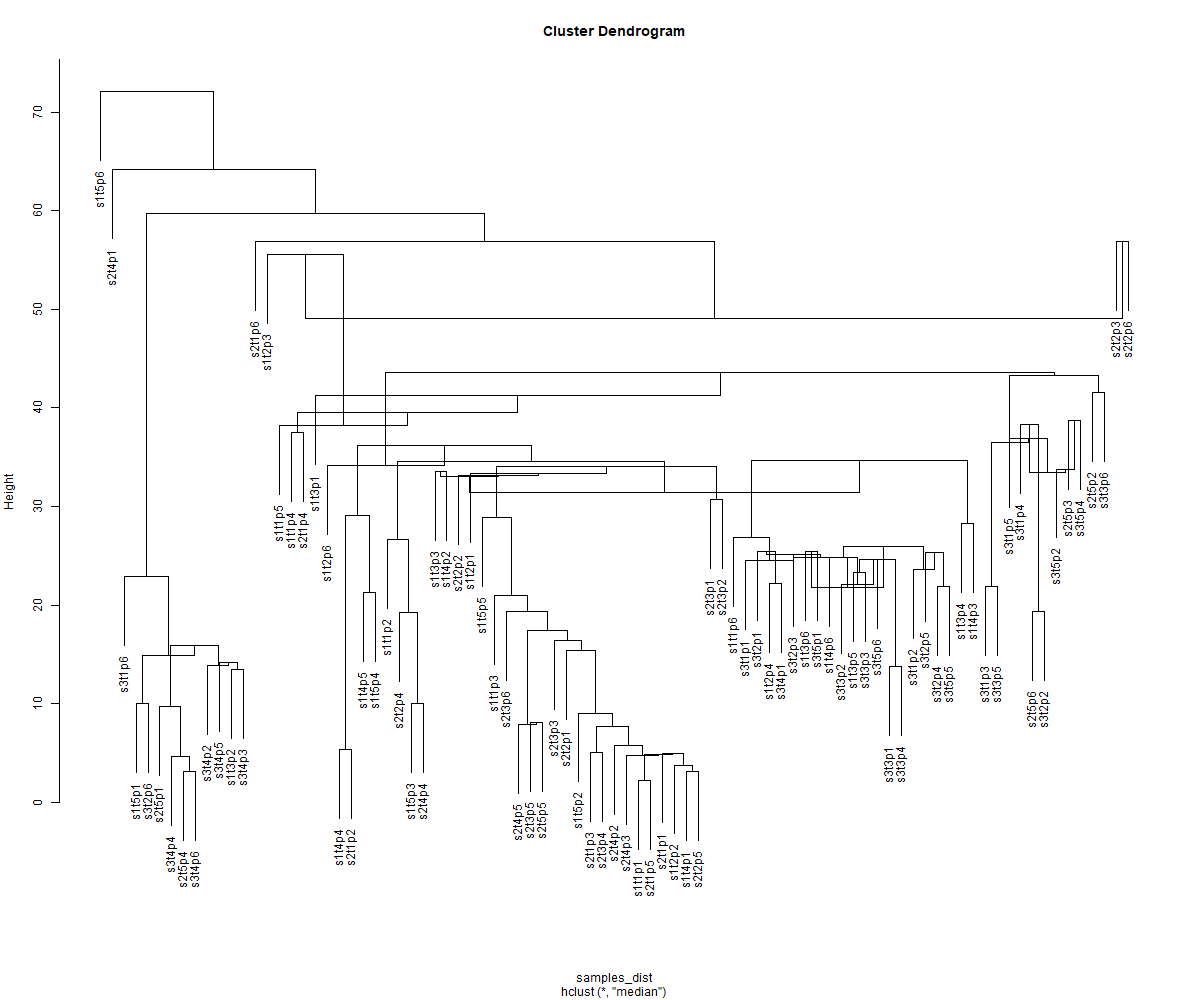 Cluster Dendrogram
Height
70
60
50
40
30
20
10
0
s1t5p6
s2t4p1
s3t1p6
s1t5p1
s3t2p6
s2t5p1
s3t4p4
s2t5p4
s3t4p6
s3t4p2
s3t4p5
s1t3p2
s3t4p3
s2t1p6
s1t2p3
s1t1p5
s1t1p4
s2t1p4
s1t3p1
s1t2p6
s1t4p4
s2t1p2
s1t4p5
s1t5p4
s1t1p2
s2t2p4
s1t5p3
s2t4p4
s1t3p3
s1t4p2
s2t2p2
s1t2p1
s1t5p5
s1t1p3
s2t3p6
s2t4p5
s2t3p5
s2t5p5
s2t3p3
s2t2p1
s1t5p2
s2t1p3
s2t3p4
s2t4p2
s2t4p3
s1t1p1
s2t1p5
s2t1p1
s1t2p2
s1t4p1
s2t2p5
s2t3p1
s2t3p2
s1t1p6
s3t1p1
s3t2p1
s1t2p4
s3t4p1
s3t2p3
s1t3p6
s3t5p1
s1t4p6
s3t3p2
s1t3p5
s3t3p3
s3t5p6
s3t3p1
s3t3p4
s3t1p2
s3t2p5
s3t2p4
s3t5p5
s1t3p4
s1t4p3
s3t1p3
s3t3p5
s3t1p5
s3t1p4
s2t5p6
s3t2p2
s3t5p2
s2t5p3
s3t5p4
s2t5p2
s3t3p6
s2t2p3
s2t2p6
samples_dist
hclust (*, "median")